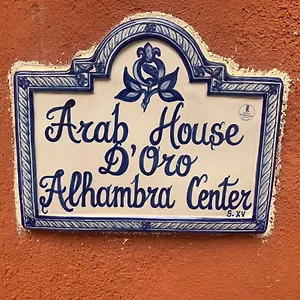 Arab House
D'Oro
Alhambra Center
S. XV